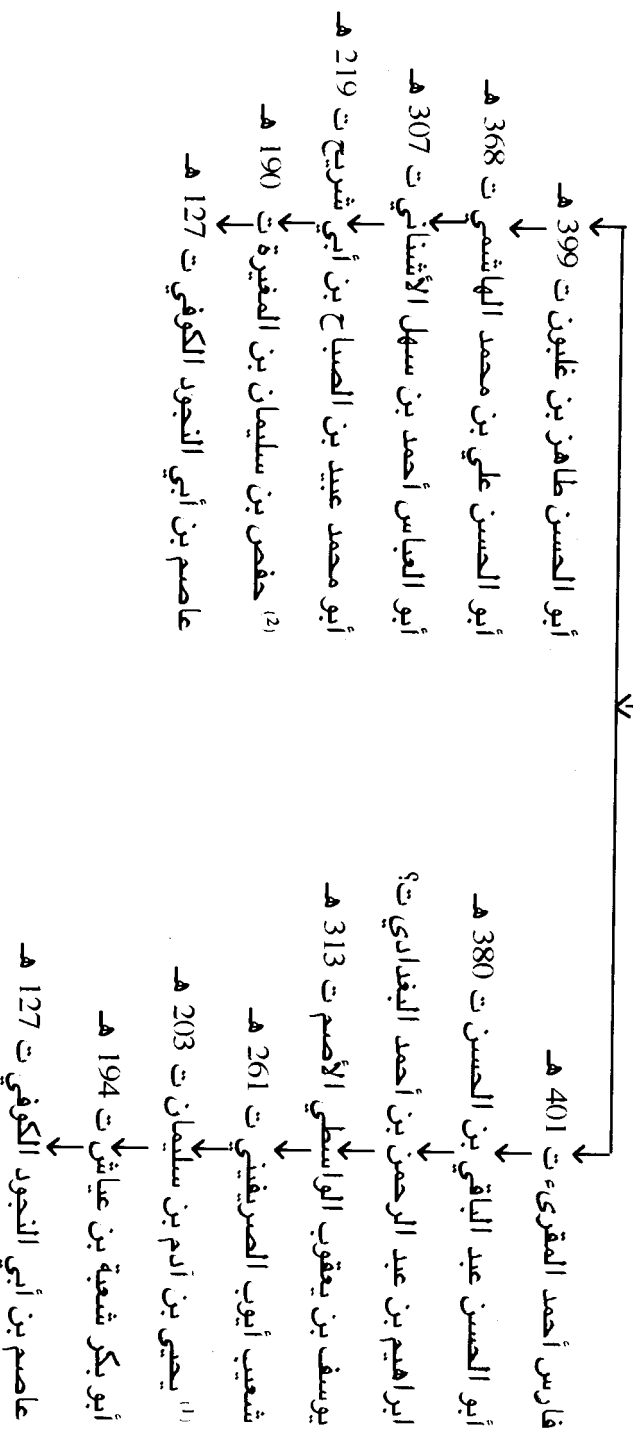 فارس أحمد المقرىء ت 401 هـ
أبو الحسن عبد الباقي بن الحسن ت 380 هـ
ابراهيم بن عبد الرحمن بن أحمد البغدادي ت؟
يوسف بن يعقوب الواسطي الأصم ت 313 هـ
شعيب أيوب الصريفيني ت 261 هـ
يحيى بن آدم بن سليمان ت 203 هـ (1)
أبو بكر شعبة بن عياش ت 194 هـ
عاصم بن أبي النجود الكوفي ت 127 هـ
أبو الحسن طاهر بن غلبون ت 399 هـ
أبو الحسن علي بن محمد الهاشمي ت 368 هـ
أبو العباس أحمد بن سهل الأشناني ت 307 هـ
أبو محمد عبيد بن الصباح بن أبي شريح ت 219 هـ
حفص بن سليمان بن المغيرة ت 190 هـ (2)
عاصم بن أبي النجود الكوفي ت 127 هـ